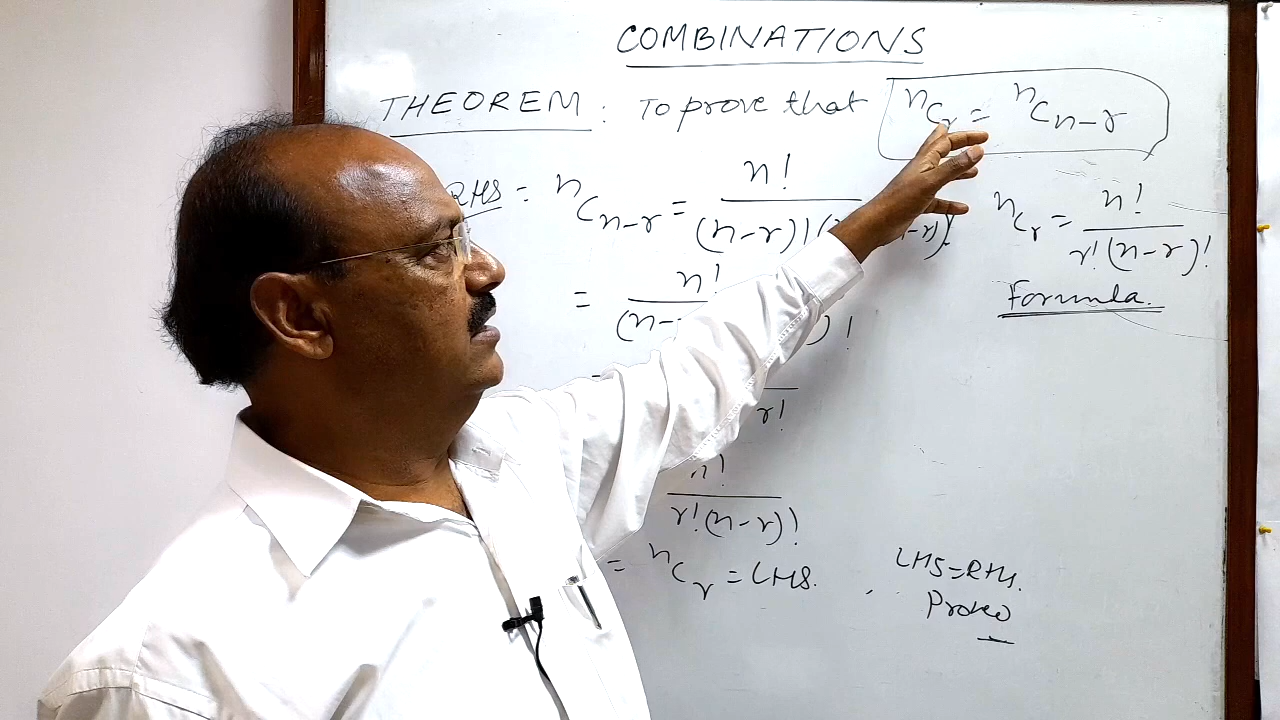 COMBINATIONS
THEOREM: To prove that ⁿCᵣ = ⁿCₙ₋ᵣ
RHS = ⁿCₙ₋ᵣ = n! / (n-r)! -r)!
ⁿCᵣ = n! / r!(n-r)!
Formula.
= n! / (n- )!
r!
n! / r!(n-r)!
= ⁿCᵣ = LHS.
LHS=RHS.
Proved